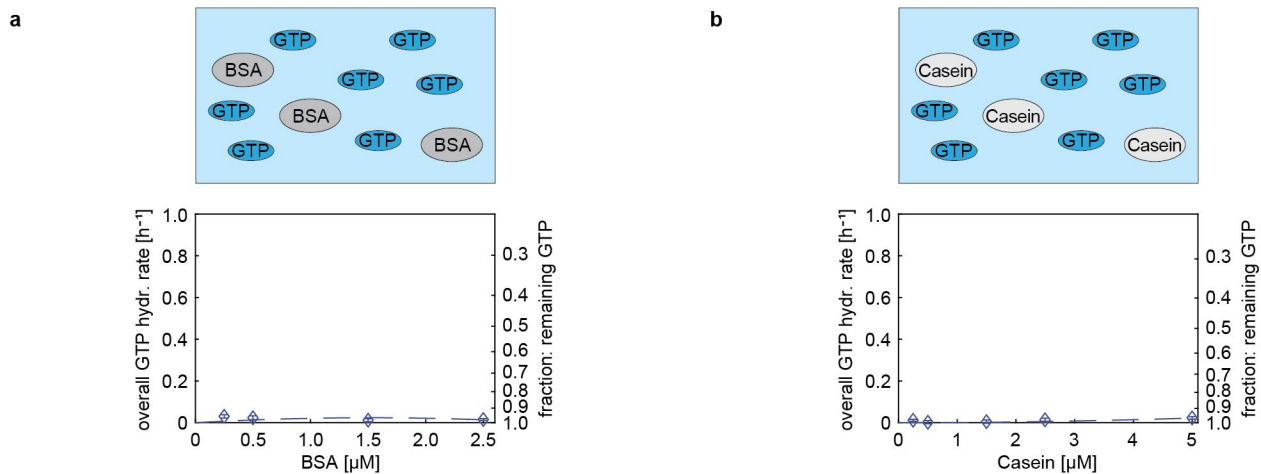 a
GTP
GTP
BSA
GTP
GTP
GTP
BSA
GTP
BSA
GTP
overall GTP hydr. rate [h⁻¹]
1.0
0.8
0.6
0.4
0.2
0
0
0.5
1.0
1.5
2.0
2.5
BSA [µM]
0.3
0.4
0.5
0.6
0.7
0.8
0.9
1.0
fraction: remaining GTP
b
GTP
GTP
Casein
GTP
GTP
GTP
Casein
GTP
Casein
GTP
overall GTP hydr. rate [h⁻¹]
1.0
0.8
0.6
0.4
0.2
0
0
1
2
3
4
5
Casein [µM]
0.3
0.4
0.5
0.6
0.7
0.8
0.9
1.0
fraction: remaining GTP